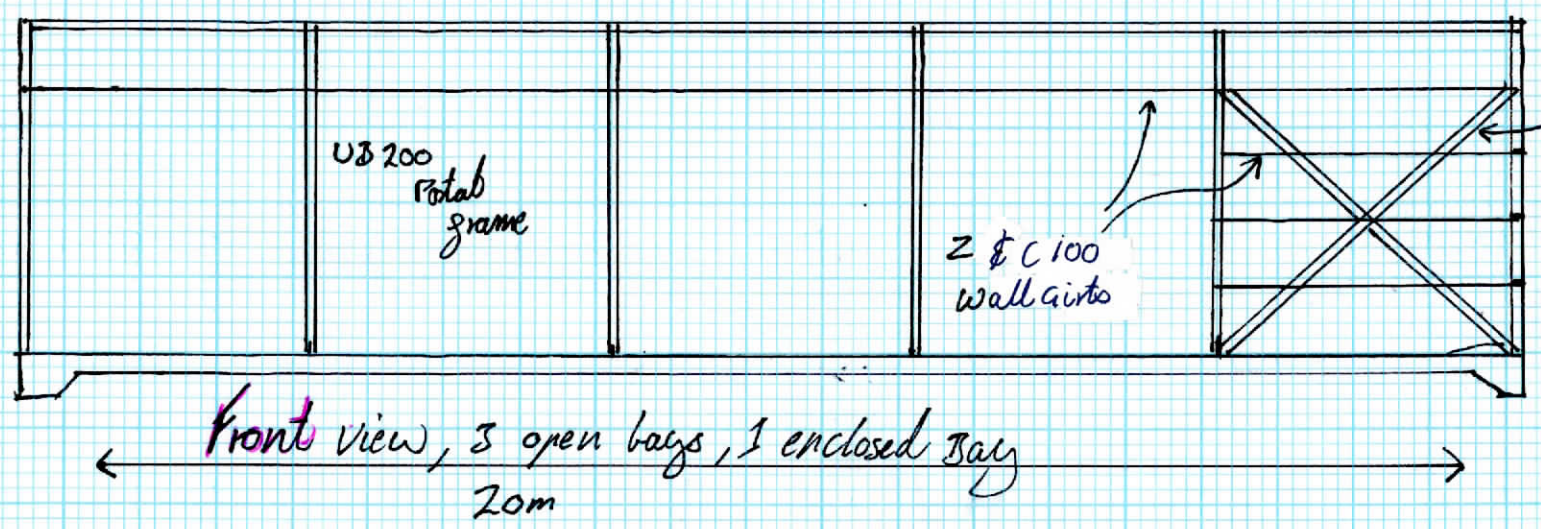 UB 200
Portal
frame
Z & C 100
wall Girts
Front view, 3 open bays, 1 enclosed Bay
20m